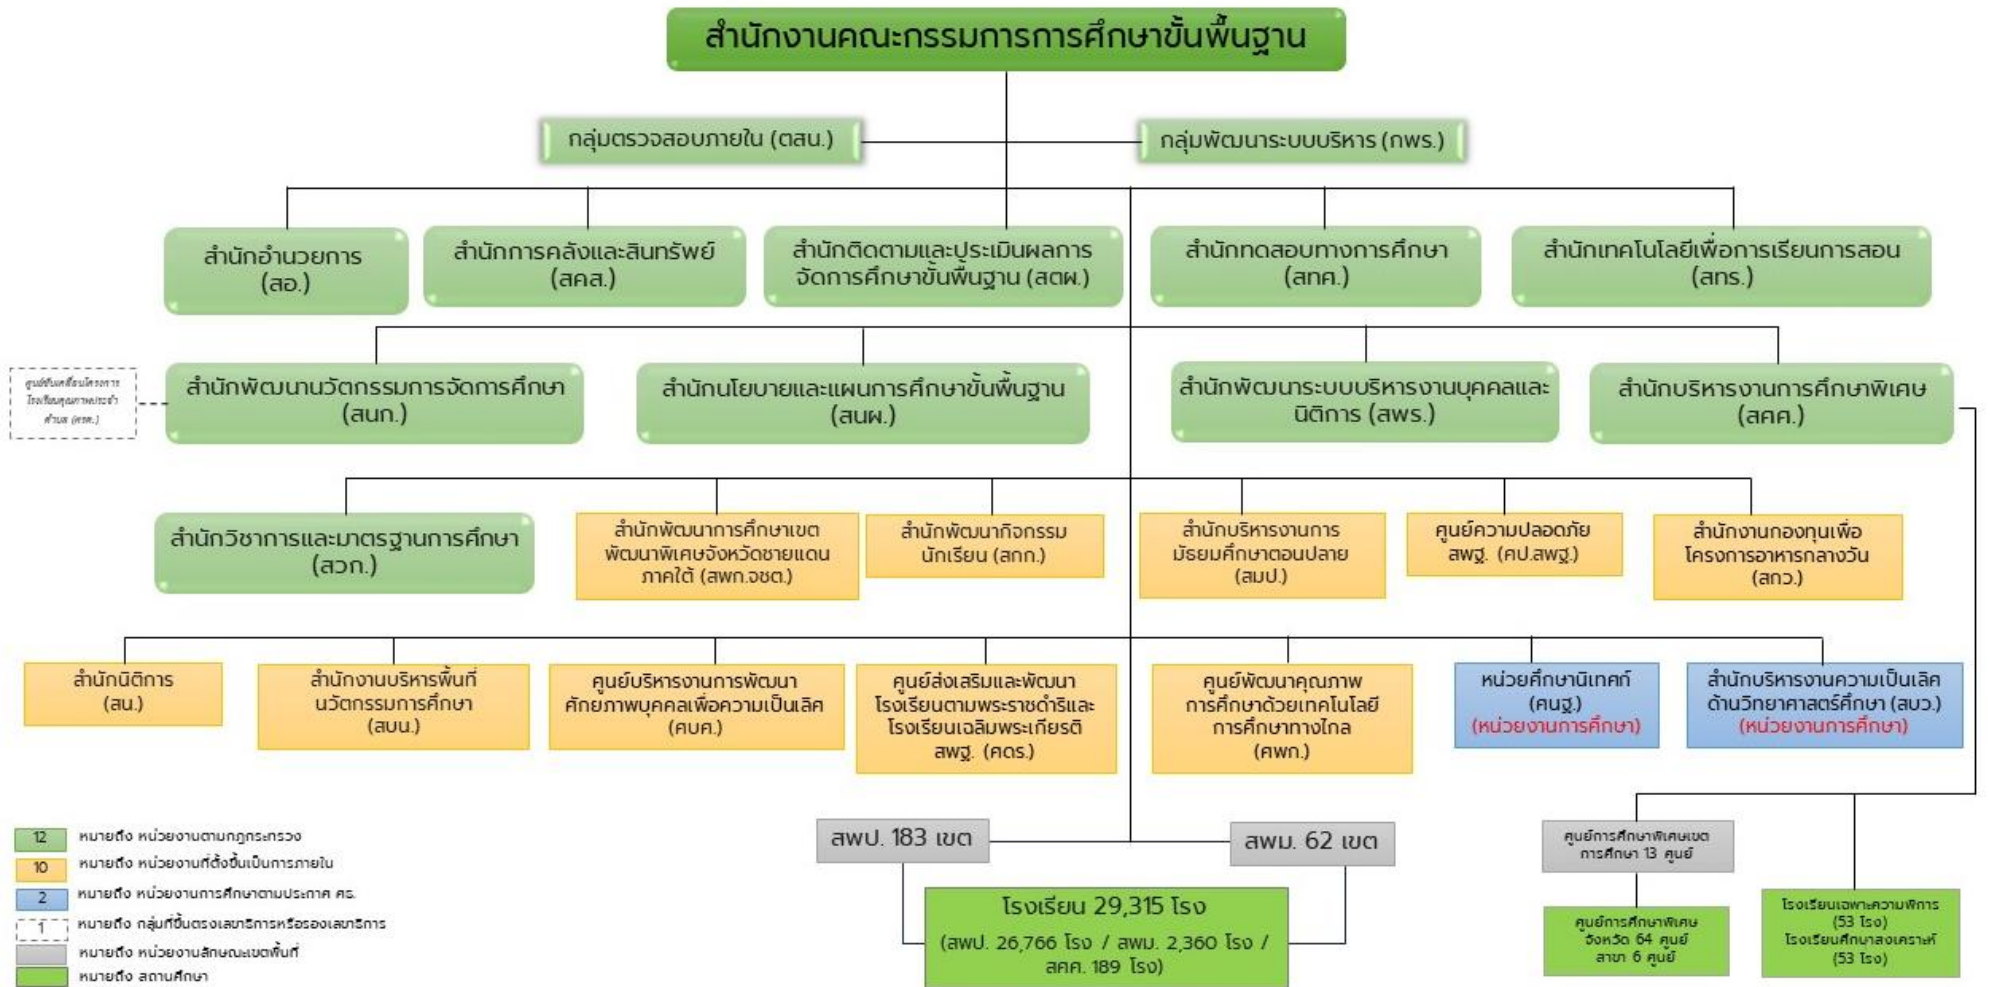 สำนักงานคณะกรรมการการศึกษาขั้นพื้นฐาน
กลุ่มตรวจสอบภายใน (ตสน.)
กลุ่มพัฒนาระบบบริหาร (กพร.)
สำนักอำนวยการ
(สอ.)
สำนักการคลังและสินทรัพย์
(สคส.)
สำนักติดตามและประเมินผลการ
จัดการศึกษาขั้นพื้นฐาน (สตผ.)
สำนักทดสอบทางการศึกษา
(สทศ.)
สำนักเทคโนโลยีเพื่อการเรียนการสอน
(สทร.)
ศูนย์ขับเคลื่อนโครงการ
โรงเรียนคุณภาพประจำ
ตำบล
สำนักพัฒนานวัตกรรมการจัดการศึกษา
(สนก.)
สำนักนโยบายและแผนการศึกษาขั้นพื้นฐาน
(สนผ.)
สำนักพัฒนาระบบบริหารงานบุคคลและ
นิติการ (สพร.)
สำนักบริหารงานการศึกษาพิเศษ
(สศศ.)
สำนักวิชาการและมาตรฐานการศึกษา
(สวก.)
สำนักพัฒนาการศึกษาเขต
พัฒนาพิเศษจังหวัดชายแดน
ภาคใต้ (สพก.จชต.)
สำนักพัฒนากิจกรรม
นักเรียน (สกก.)
สำนักบริหารงานการ
มัธยมศึกษาตอนปลาย
(สมป.)
ศูนย์ความปลอดภัย
สพฐ. (ศป.สพฐ.)
สำนักงานกองทุนเพื่อ
โครงการอาหารกลางวัน
(สกว.)
สำนักนิติการ
(สน.)
สำนักงานบริหารพื้นที่
นวัตกรรมการศึกษา
(สบน.)
ศูนย์บริหารงานการพัฒนา
ศักยภาพบุคคลเพื่อความเป็นเลิศ
(ศบศ.)
ศูนย์ส่งเสริมและพัฒนา
โรงเรียนตามพระราชดำริและ
โรงเรียนเฉลิมพระเกียรติ
สพฐ. (ศดร.)
ศูนย์พัฒนาคุณภาพ
การศึกษาด้วยเทคโนโลยี
การศึกษาทางไกล
(ศพก.)
หน่วยศึกษานิเทศก์
(ศนฐ.)
(หน่วยงานการศึกษา)
สำนักบริหารงานความเป็นเลิศ
ด้านวิทยาศาสตร์ศึกษา (สบว.)
(หน่วยงานการศึกษา)
12 หมายถึง หน่วยงานตามกฎกระทรวง
10 หมายถึง หน่วยงานที่ตั้งขึ้นเป็นการภายใน
2 หมายถึง หน่วยงานการศึกษาตามประกาศ ศธ.
1 หมายถึง กลุ่มที่ขึ้นตรงเลขาธิการหรือรองเลขาธิการ
หมายถึง หน่วยงานลักษณะเขตพื้นที่
หมายถึง สถานศึกษา
สพป. 183 เขต
สพม. 62 เขต
โรงเรียน 29,315 โรง
(สพป. 26,766 โรง / สพม. 2,360 โรง /
สศศ. 189 โรง)
ศูนย์การศึกษาพิเศษเขต
การศึกษา 13 ศูนย์
ศูนย์การศึกษาพิเศษ
จังหวัด 64 ศูนย์
สาขา 6 ศูนย์
โรงเรียนเฉพาะความพิการ
(53 โรง)
โรงเรียนศึกษาสงเคราะห์
(53 โรง)